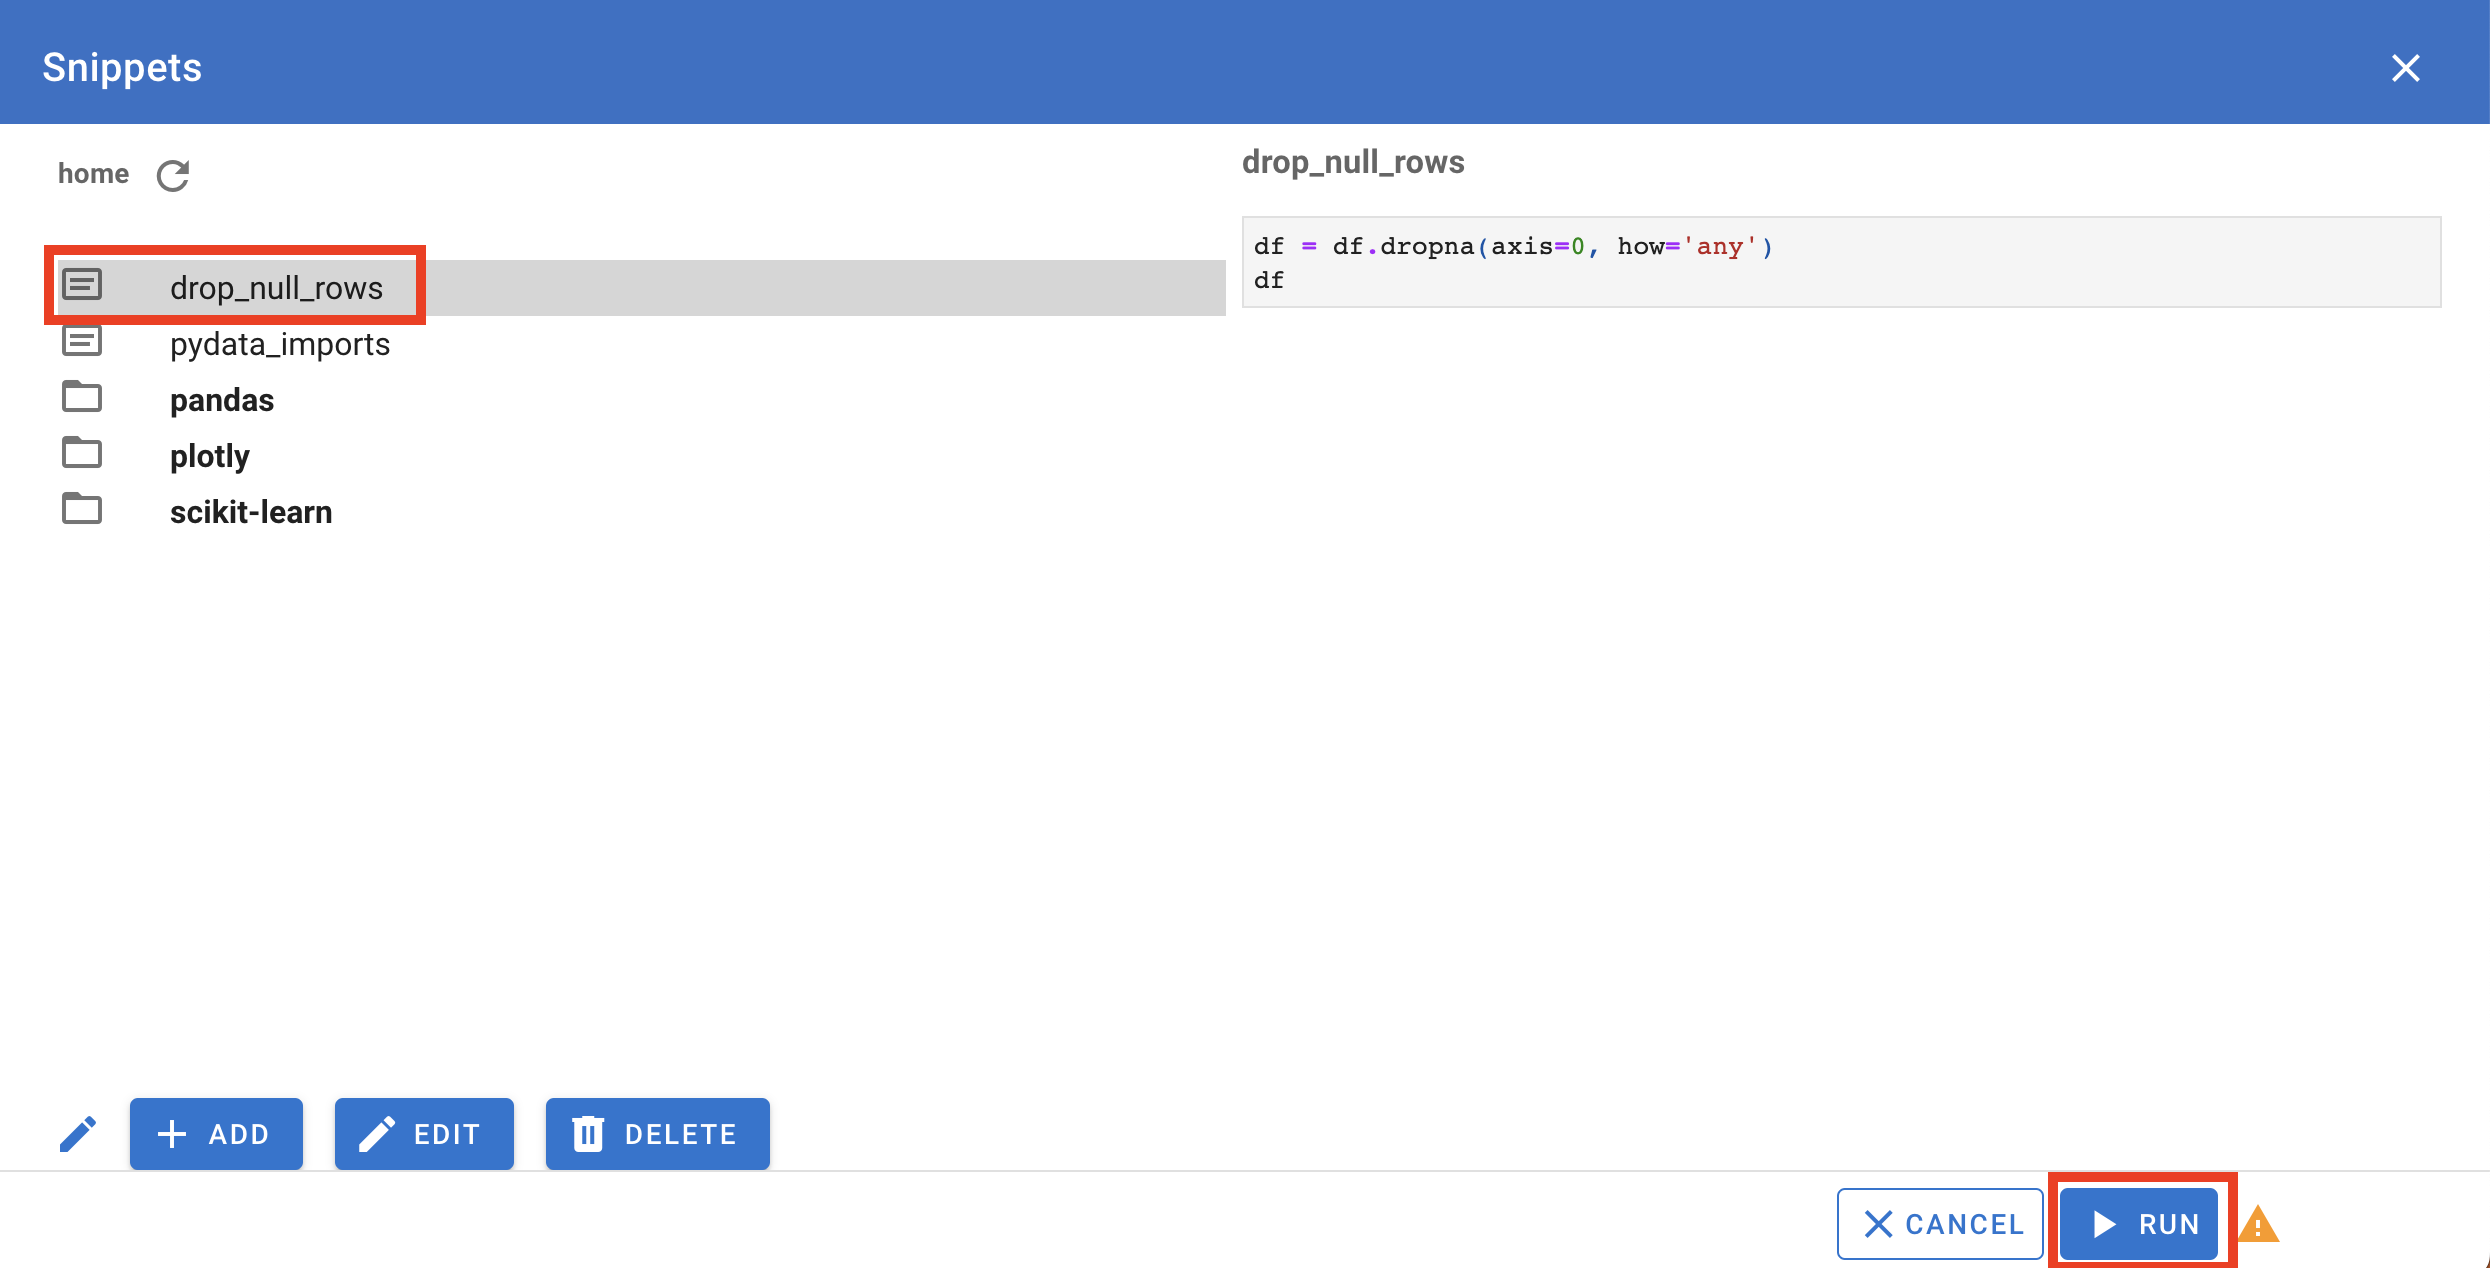 Snippets
home
drop_null_rows
pydata_imports
pandas
plotly
scikit-learn
drop_null_rows
df = df.dropna(axis=0, how='any')
df
ADD
EDIT
DELETE
CANCEL
RUN